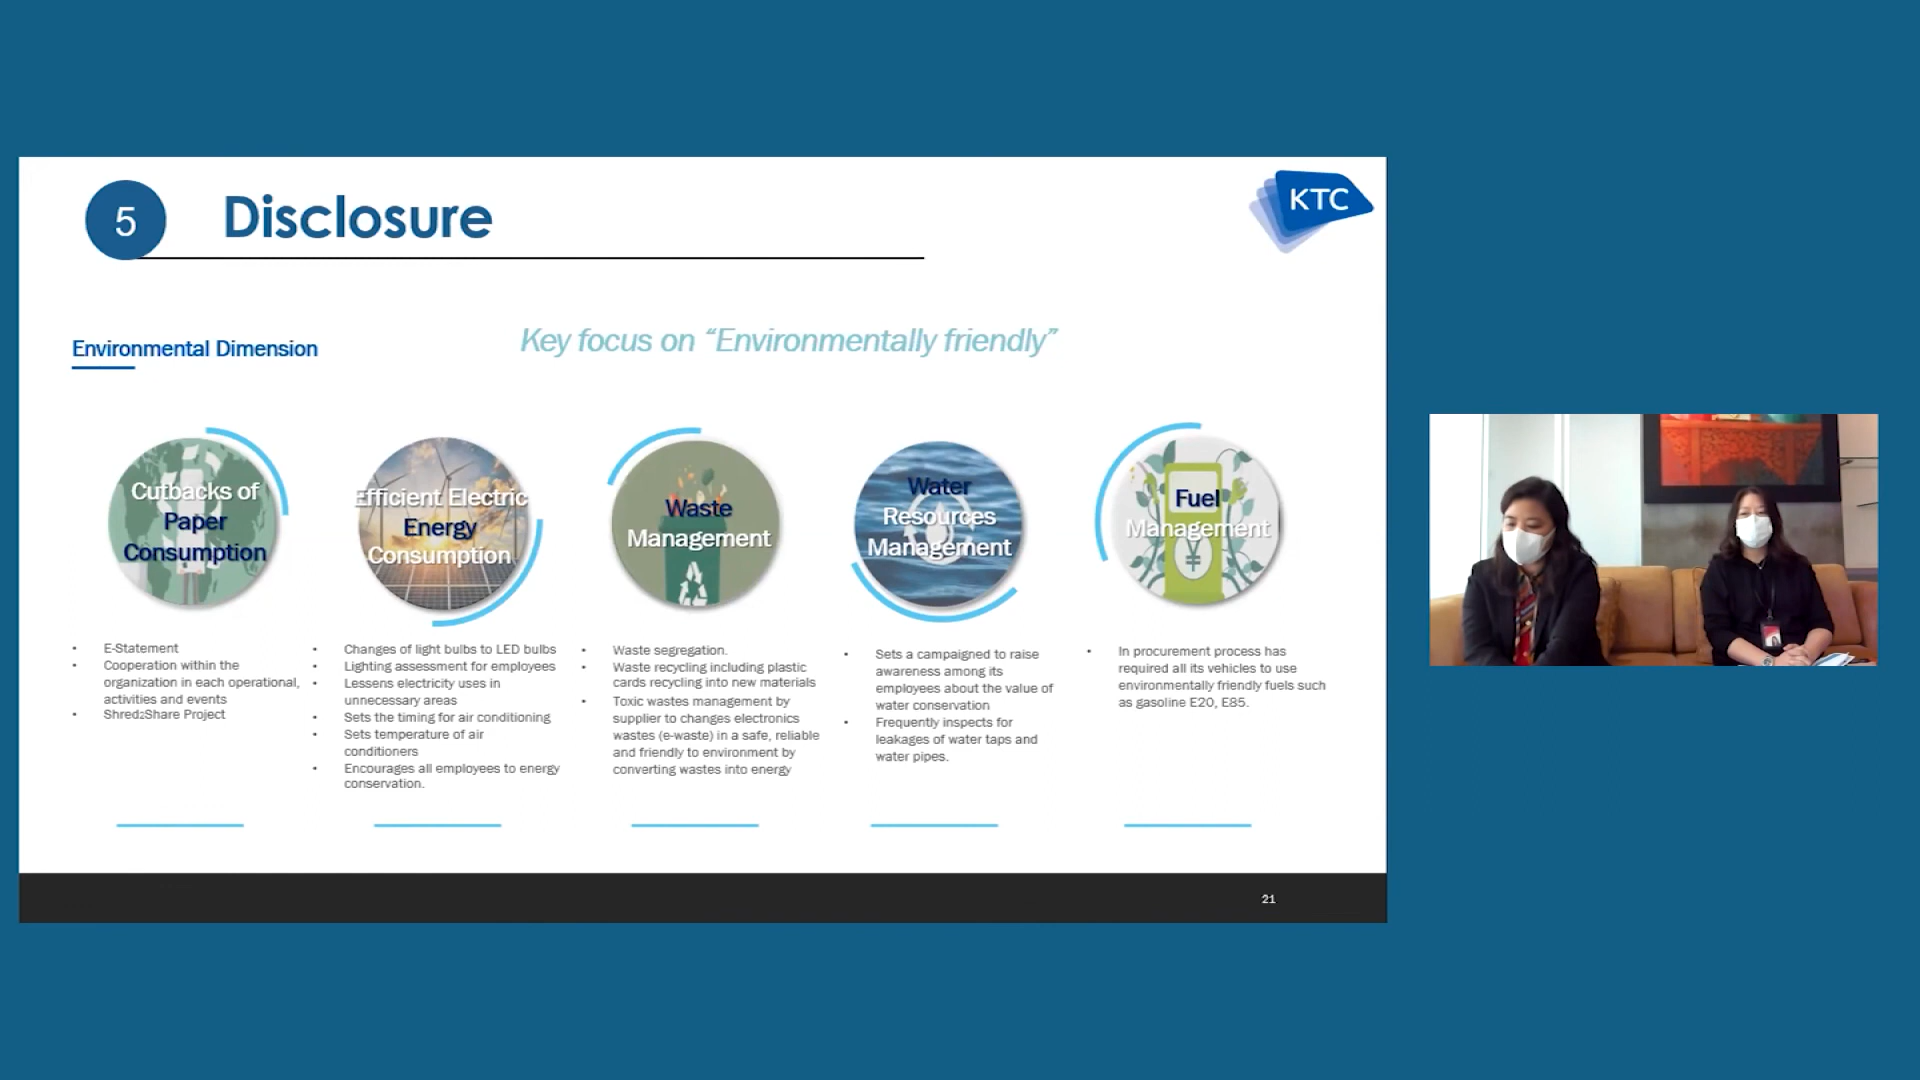 5
Disclosure
KTC
Environmental Dimension
Key focus on “Environmentally friendly”
Cutbacks of
Paper
Consumption
Efficient Electric
Energy
Consumption
Waste
Management
Water
Resources
Management
Fuel
Management
¥
• E-Statement
• Cooperation within the
organization in each operational,
activities and events
• Shred2Share Project
• Changes of light bulbs to LED bulbs
• Lighting assessment for employees
• Lessens electricity uses in
unnecessary areas
• Sets the timing for air conditioning
• Sets temperature of air
conditioners
• Encourages all employees to energy
conservation.
• Waste segregation.
• Waste recycling including plastic
cards recycling into new materials
• Toxic wastes management by
supplier to changes electronics
wastes (e-waste) in a safe, reliable
and friendly to environment by
converting wastes into energy
• Sets a campaigned to raise
awareness among its
employees about the value of
water conservation
• Frequently inspects for
leakages of water taps and
water pipes.
• In procurement process has
required all its vehicles to use
environmentally friendly fuels such
as gasoline E20, E85.
21